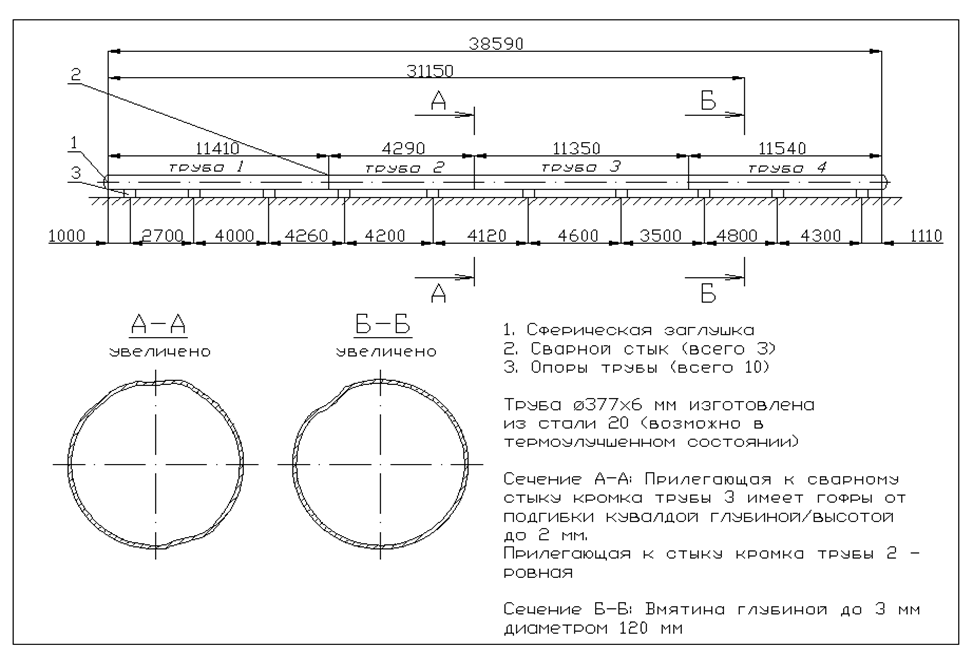 38590
31150
2
А
Б
1
11410
4290
11350
11540
труба 1
труба 2
труба 3
труба 4
3
1000
2700
4000
4260
4200
4120
4600
3500
4800
4300
1110
А
Б
А-А
Б-Б
увеличено
увеличено
1. Сферическая заглушка
2. Сварной стык (всего 3)
3. Опоры трубы (всего 10)
Труба ø377х6 мм изготовлена
из стали 20 (возможно в
термоулучшенном состоянии)
Сечение А-А: Прилегающая к сварному
стыку кромка трубы 3 имеет гофры от
подгибки кувалдой глубиной/высотой
до 2 мм.
Прилегающая к стыку кромка трубы 2 -
ровная
Сечение Б-Б: Вмятина глубиной до 3 мм
диаметром 120 мм